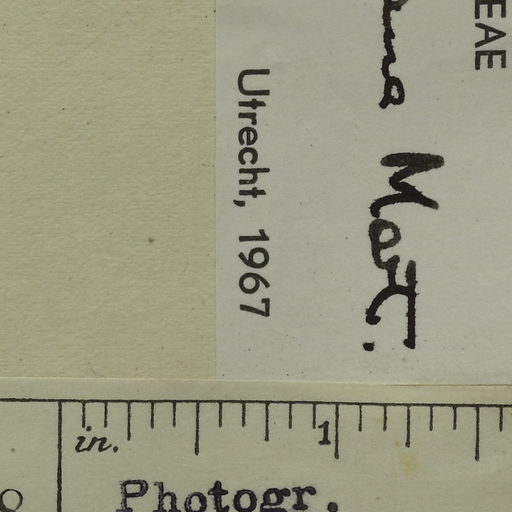 EAE
Mart.
Utrecht, 1967
in. 1
Photogr.